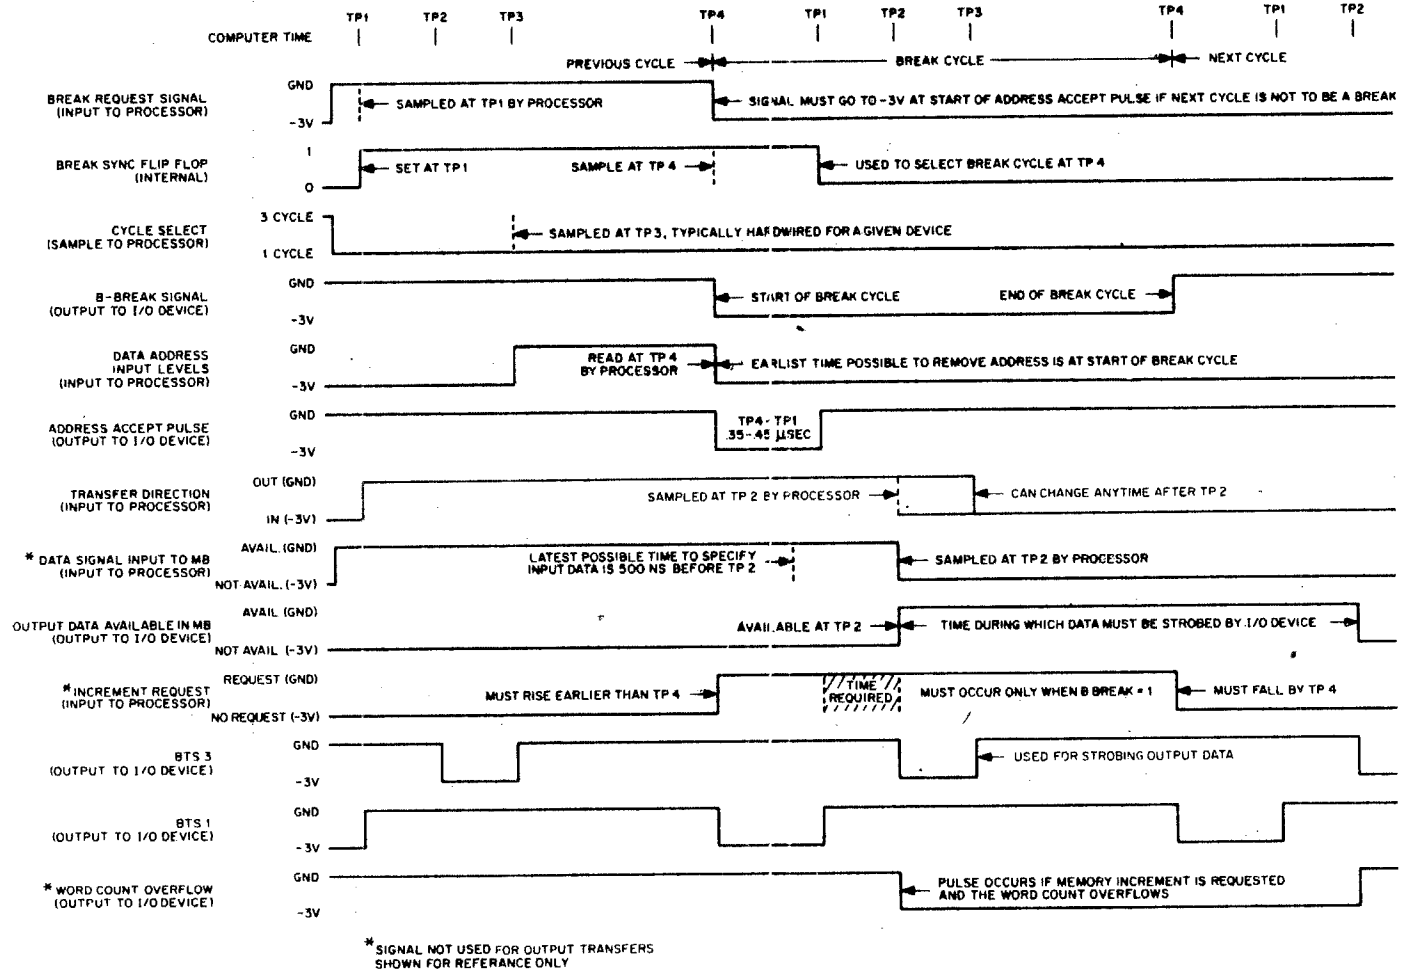 TP1 TP2 TP3 TP4 TP1 TP2 TP3 TP4 TP1 TP2
COMPUTER TIME
PREVIOUS CYCLE BREAK CYCLE NEXT CYCLE
BREAK REQUEST SIGNAL
(INPUT TO PROCESSOR)
GND
-3V
SAMPLED AT TP1 BY PROCESSOR
SIGNAL MUST GO TO -3V AT START OF ADDRESS ACCEPT PULSE IF NEXT CYCLE IS NOT TO BE A BREAK
BREAK SYNC FLIP FLOP
(INTERNAL)
1
0
SET AT TP1
SAMPLE AT TP 4
USED TO SELECT BREAK CYCLE AT TP 4
CYCLE SELECT
(SAMPLE TO PROCESSOR)
3 CYCLE
1 CYCLE
SAMPLED AT TP3, TYPICALLY HARDWIRED FOR A GIVEN DEVICE
B-BREAK SIGNAL
(OUTPUT TO I/O DEVICE)
GND
-3V
START OF BREAK CYCLE
END OF BREAK CYCLE
DATA ADDRESS
INPUT LEVELS
(INPUT TO PROCESSOR)
GND
-3V
READ AT TP 4
BY PROCESSOR
EARLIST TIME POSSIBLE TO REMOVE ADDRESS IS AT START OF BREAK CYCLE
ADDRESS ACCEPT PULSE
(OUTPUT TO I/O DEVICE)
GND
-3V
TP4-TP1
.35-.45 µSEC
TRANSFER DIRECTION
(INPUT TO PROCESSOR)
OUT (GND)
IN (-3V)
SAMPLED AT TP 2 BY PROCESSOR
CAN CHANGE ANYTIME AFTER TP 2
* DATA SIGNAL INPUT TO MB
(INPUT TO PROCESSOR)
AVAIL. (GND)
NOT AVAIL. (-3V)
LATEST POSSIBLE TIME TO SPECIFY
INPUT DATA IS 500 NS BEFORE TP 2
SAMPLED AT TP 2 BY PROCESSOR
OUTPUT DATA AVAILABLE IN MB
(OUTPUT TO I/O DEVICE)
AVAIL (GND)
NOT AVAIL (-3V)
AVAILABLE AT TP 2
TIME DURING WHICH DATA MUST BE STROBED BY I/O DEVICE
* INCREMENT REQUEST
(INPUT TO PROCESSOR)
REQUEST (GND)
NO REQUEST (-3V)
MUST RISE EARLIER THAN TP 4
TIME
REQUIRED
MUST OCCUR ONLY WHEN B BREAK = 1
MUST FALL BY TP 4
BTS 3
(OUTPUT TO I/O DEVICE)
GND
-3V
USED FOR STROBING OUTPUT DATA
BTS 1
(OUTPUT TO I/O DEVICE)
GND
-3V
* WORD COUNT OVERFLOW
(OUTPUT TO I/O DEVICE)
GND
-3V
PULSE OCCURS IF MEMORY INCREMENT IS REQUESTED
AND THE WORD COUNT OVERFLOWS
* SIGNAL NOT USED FOR OUTPUT TRANSFERS
SHOWN FOR REFERANCE ONLY